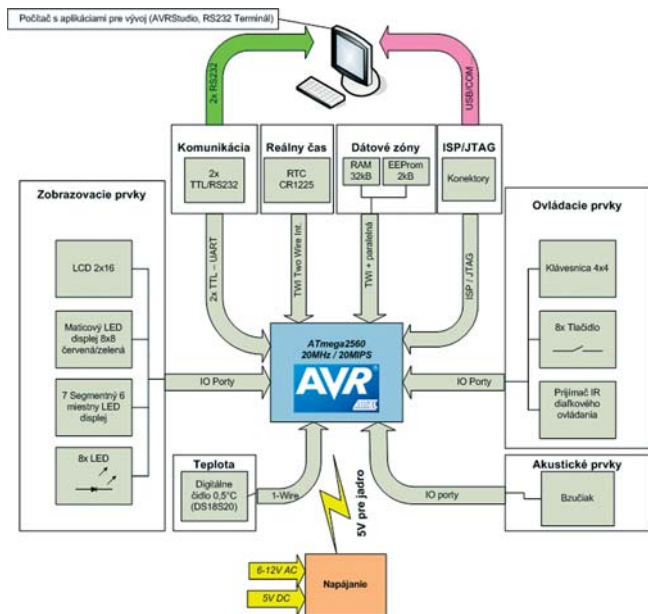 Počítač s aplikáciami pre vývoj (AVRStudio, RS232 Terminál)
2x RS232
USB/COM
Komunikácia
2x
TTL/RS232
Reálny čas
RTC
CR1225
Dátové zóny
RAM
32kB
EEProm
2kB
ISP/JTAG
Konektory
Zobrazovacie prvky
LCD 2x16
Maticový LED
displej 8x8
červená/zelená
7 Segmentný 6
miestny LED
displej
8x LED
2x TTL – UART
TWI Two Wire Int.
TWI + paralelná
ISP / JTAG
Ovládacie prvky
Klávesnica 4x4
8x Tlačidlo
Prijímač IR
diaľkového
ovládania
ATmega2560
20MHz / 20MIPS
AVR
ATMEL
IO Porty
IO Porty
Teplota
Digitálne
čidlo 0,5°C
(DS18S20)
1-Wire
5V pre jadro
IO porty
Akustické prvky
Bzučiak
6-12V AC
5V DC
Napájanie